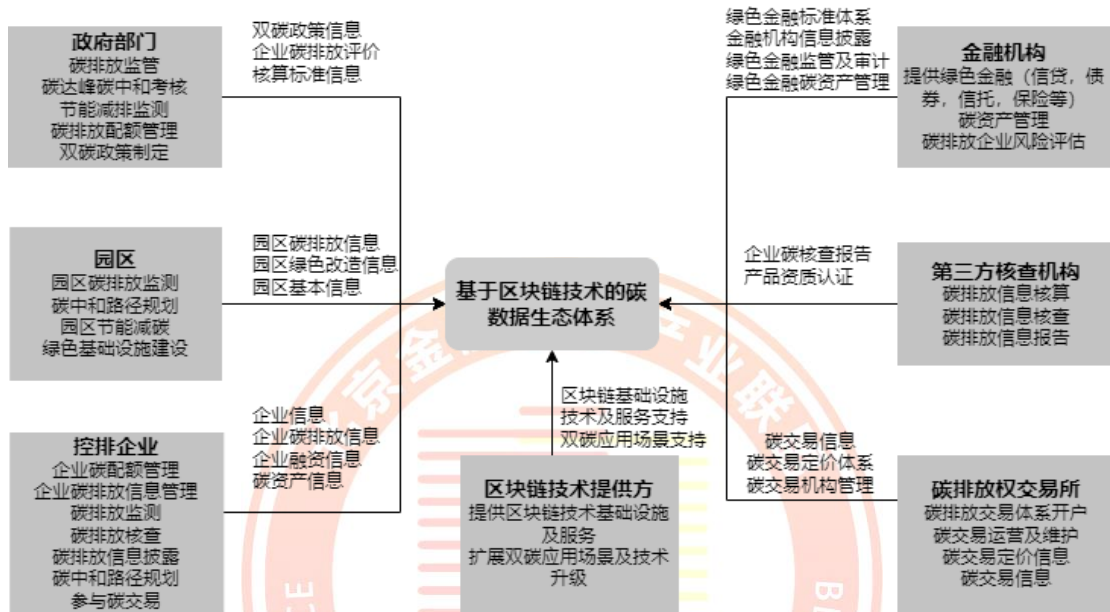 政府部门
碳排放监管
碳达峰碳中和考核
节能减排监测
碳排放配额管理
双碳政策制定
双碳政策信息
企业碳排放评价
核算标准信息
绿色金融标准体系
金融机构信息披露
绿色金融监管及审计
绿色金融碳资产管理
金融机构
提供绿色金融（信贷，债
券，信托，保险等）
碳资产管理
碳排放企业风险评估
园区
园区碳排放监测
碳中和路径规划
园区节能减碳
绿色基础设施建设
园区碳排放信息
园区绿色改造信息
园区基本信息
基于区块链技术的碳
数据生态体系
企业碳核查报告
产品资质认证
第三方核查机构
碳排放信息核算
碳排放信息核查
碳排放信息报告
控排企业
企业碳配额管理
企业碳排放信息管理
碳排放监测
碳排放核查
碳排放信息披露
碳中和路径规划
参与碳交易
企业信息
企业碳排放信息
企业融资信息
碳资产信息
区块链基础设施
技术及服务支持
双碳应用场景支持
区块链技术提供方
提供区块链技术基础设施
及服务
扩展双碳应用场景及技术
升级
碳交易信息
碳交易定价体系
碳交易机构管理
碳排放权交易所
碳排放交易体系开户
碳交易运营及维护
碳交易定价信息
碳交易信息
京金
产业联